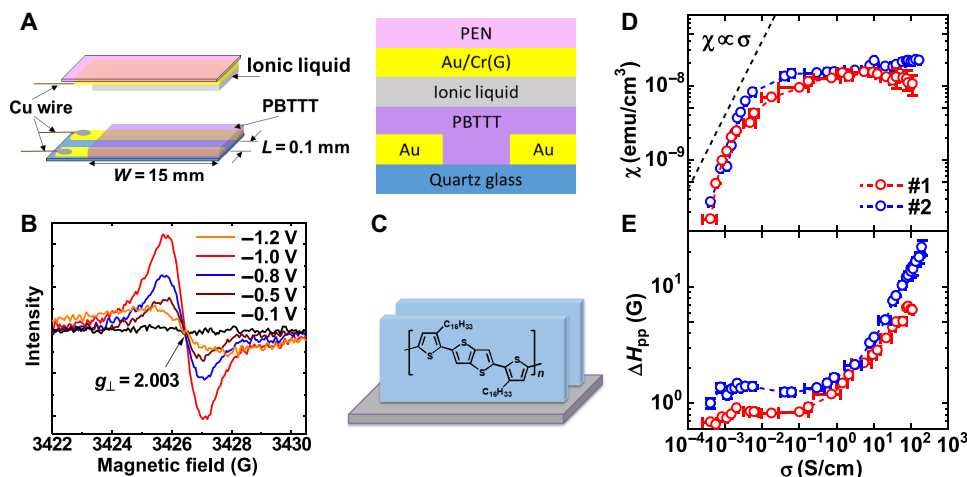 A
Ionic liquid
Cu wire
PBTTT
L = 0.1 mm
W = 15 mm
PEN
Au/Cr(G)
Ionic liquid
PBTTT
Au
Au
Quartz glass
B
−1.2 V
−1.0 V
−0.8 V
−0.5 V
−0.1 V
g⊥ = 2.003
Intensity
3422 3424 3426 3428 3430
Magnetic field (G)
C
C₁₆H₃₃
S
S
S
S
n
C₁₆H₃₃
D
χ ∝ σ
χ (emu/cm³)
10⁻⁸
10⁻⁹
#1
#2
E
ΔHpp (G)
10¹
10⁰
10⁻⁴ 10⁻³ 10⁻² 10⁻¹ 10⁰ 10¹ 10² 10³
σ (S/cm)